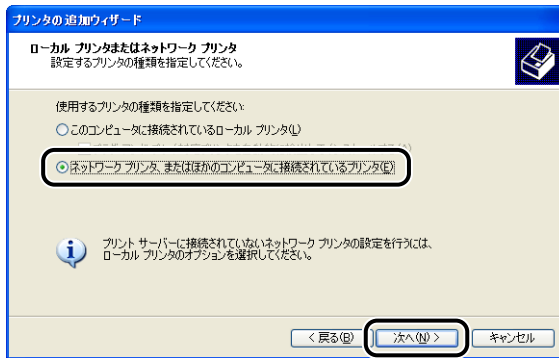 プリンタの追加ウィザード
ローカル プリンタまたはネットワーク プリンタ
設定するプリンタの種類を指定してください。
使用するプリンタの種類を指定してください:
このコンピュータに接続されているローカル プリンタ(L)
ネットワーク プリンタ、またはほかのコンピュータに接続されているプリンタ(E)
プリント サーバーに接続されていないネットワーク プリンタの設定を行うには、
ローカル プリンタのオプションを選択してください。
< 戻る(B)
次へ(N) >
キャンセル